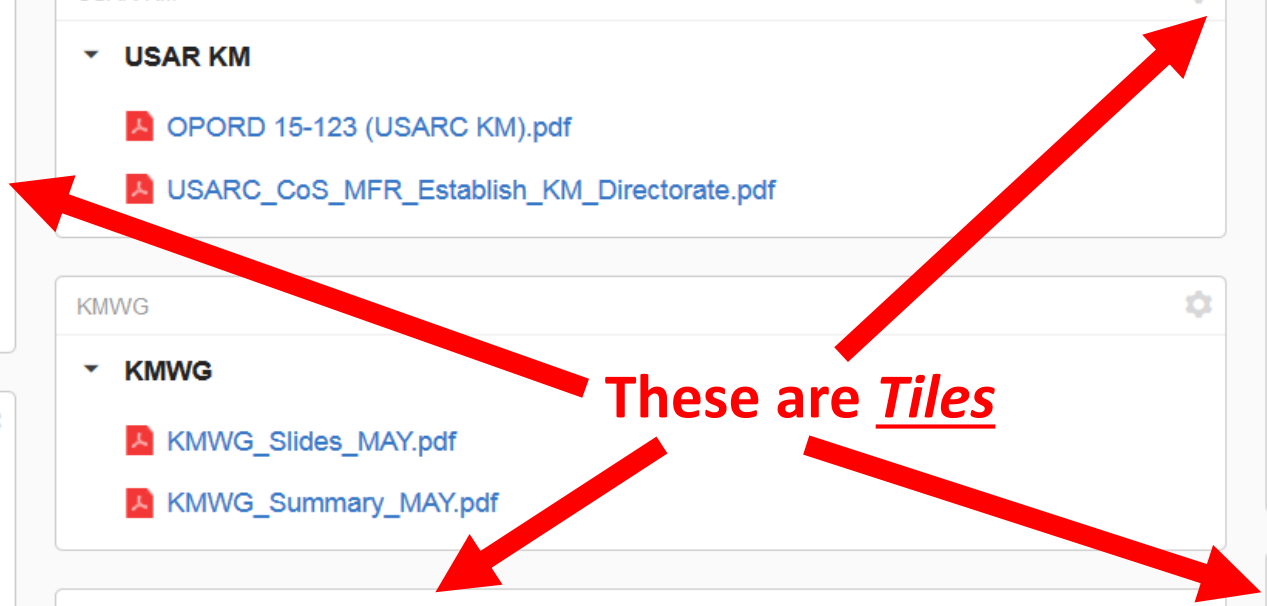 USAR KM
OPORD 15-123 (USARC KM).pdf
USARC_CoS_MFR_Establish_KM_Directorate.pdf
KMWG
KMWG
These are Tiles
KMWG_Slides_MAY.pdf
KMWG_Summary_MAY.pdf